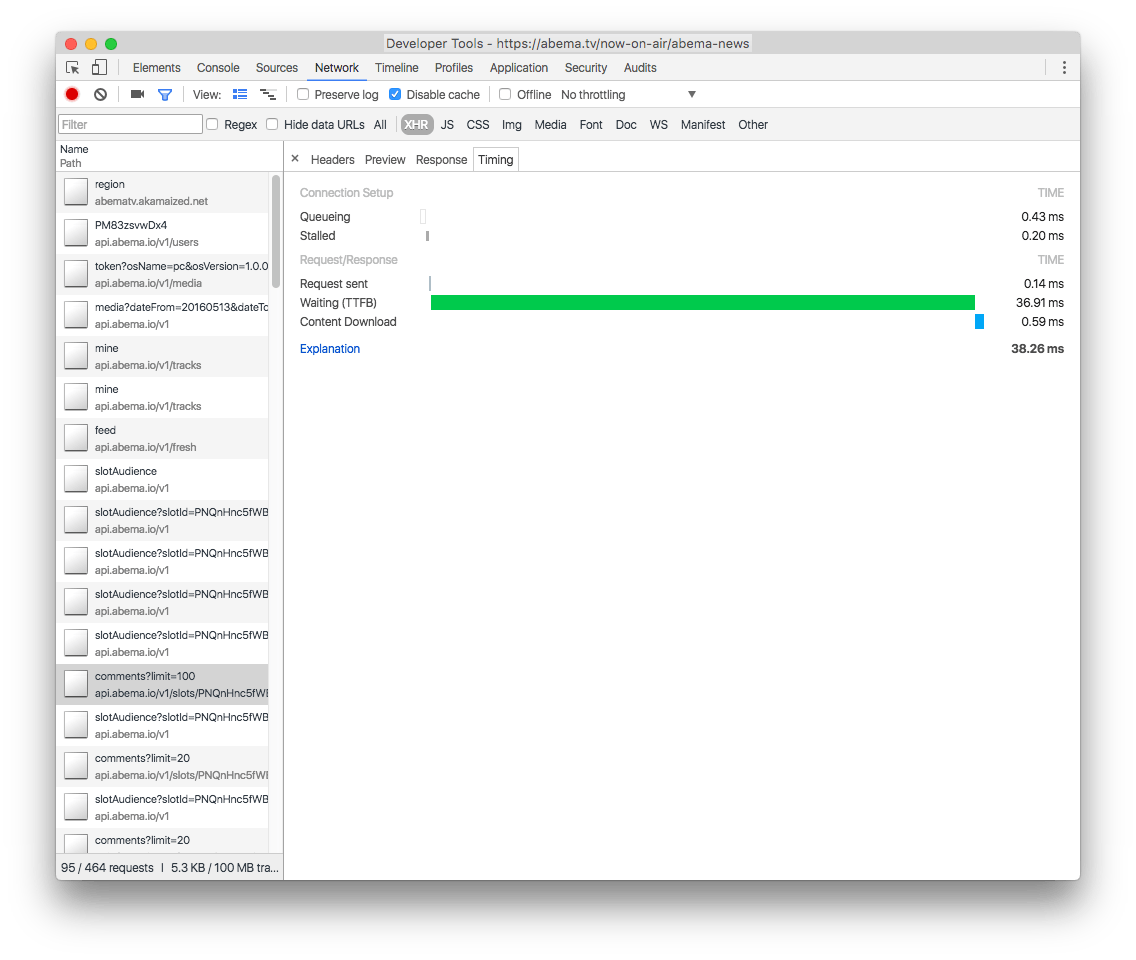 Developer Tools - https://abema.tv/now-on-air/abema-news
Elements Console Sources Network Timeline Profiles Application Security Audits
View: Preserve log Disable cache Offline No throttling
Filter Regex Hide data URLs All XHR JS CSS Img Media Font Doc WS Manifest Other
Name
Path
× Headers Preview Response Timing
region
abematv.akamaized.net
PM83zsvwDx4
api.abema.io/v1/users
token?osName=pc&osVersion=1.0.0
api.abema.io/v1/media
media?dateFrom=20160513&dateTo
api.abema.io/v1
mine
api.abema.io/v1/tracks
mine
api.abema.io/v1/tracks
feed
api.abema.io/v1/fresh
slotAudience
api.abema.io/v1
slotAudience?slotId=PNQnHnc5fWB
api.abema.io/v1
slotAudience?slotId=PNQnHnc5fWB
api.abema.io/v1
slotAudience?slotId=PNQnHnc5fWB
api.abema.io/v1
slotAudience?slotId=PNQnHnc5fWB
api.abema.io/v1
comments?limit=100
api.abema.io/v1/slots/PNQnHnc5fWB
slotAudience?slotId=PNQnHnc5fWB
api.abema.io/v1
comments?limit=20
api.abema.io/v1/slots/PNQnHnc5fWB
slotAudience?slotId=PNQnHnc5fWB
api.abema.io/v1
comments?limit=20
95 / 464 requests | 5.3 KB / 100 MB tra...
Connection Setup TIME
Queueing 0.43 ms
Stalled 0.20 ms
Request/Response TIME
Request sent 0.14 ms
Waiting (TTFB) 36.91 ms
Content Download 0.59 ms
Explanation 38.26 ms